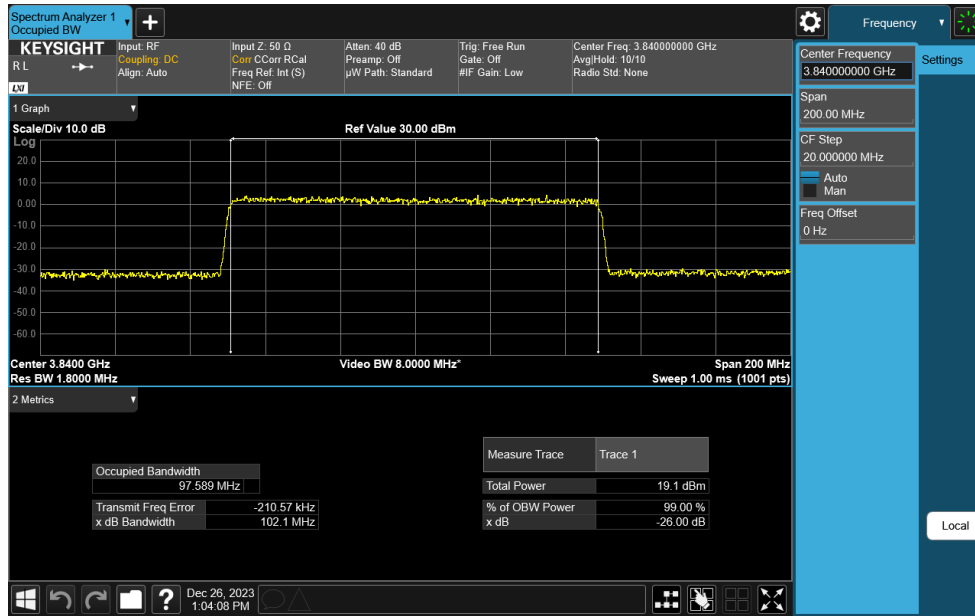 Spectrum Analyzer 1
Occupied BW
Frequency
KEYSIGHT
R L
LXI
Input: RF
Coupling: DC
Align: Auto
Input Z: 50 Ω
Corr CCorr RCal
Freq Ref: Int (S)
NFE: Off
Atten: 40 dB
Preamp: Off
µW Path: Standard
Trig: Free Run
Gate: Off
#IF Gain: Low
Center Freq: 3.840000000 GHz
Avg|Hold: 10/10
Radio Std: None
Center Frequency
3.840000000 GHz
Settings
Span
200.00 MHz
CF Step
20.000000 MHz
Auto
Man
Freq Offset
0 Hz
Local
1 Graph
Scale/Div 10.0 dB
Ref Value 30.00 dBm
Log
20.0
10.0
0.00
-10.0
-20.0
-30.0
-40.0
-50.0
-60.0
Center 3.8400 GHz
Video BW 8.0000 MHz*
Span 200 MHz
Res BW 1.8000 MHz
Sweep 1.00 ms (1001 pts)
2 Metrics
Measure Trace Trace 1
Occupied Bandwidth
97.589 MHz
Total Power 19.1 dBm
Transmit Freq Error -210.57 kHz
% of OBW Power 99.00 %
x dB Bandwidth 102.1 MHz
x dB -26.00 dB
?
Dec 26, 2023
1:04:08 PM